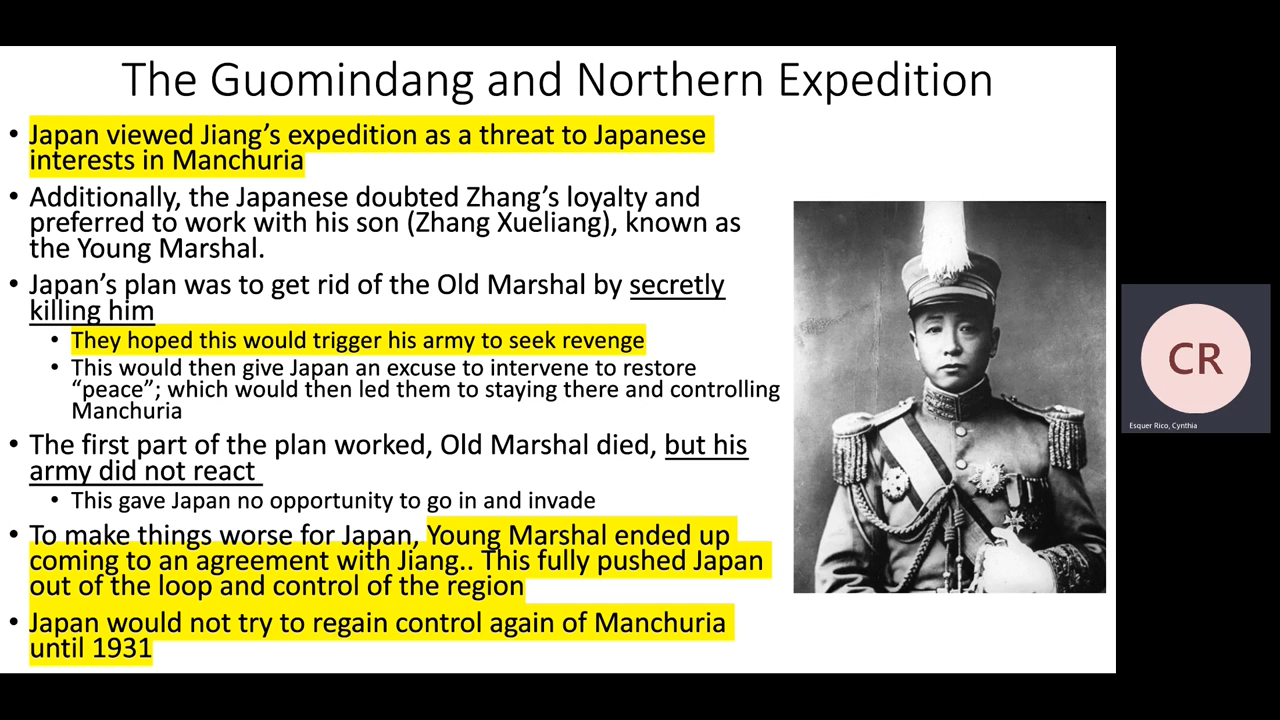 The Guomindang and Northern Expedition
• Japan viewed Jiang’s expedition as a threat to Japanese
interests in Manchuria
• Additionally, the Japanese doubted Zhang’s loyalty and
preferred to work with his son (Zhang Xueliang), known as
the Young Marshal.
• Japan’s plan was to get rid of the Old Marshal by secretly
killing him
• They hoped this would trigger his army to seek revenge
• This would then give Japan an excuse to intervene to restore
“peace”; which would then led them to staying there and controlling
Manchuria
• The first part of the plan worked, Old Marshal died, but his
army did not react
• This gave Japan no opportunity to go in and invade
• To make things worse for Japan, Young Marshal ended up
coming to an agreement with Jiang.. This fully pushed Japan
out of the loop and control of the region
• Japan would not try to regain control again of Manchuria
until 1931
CR
Esquer Rico, Cynthia